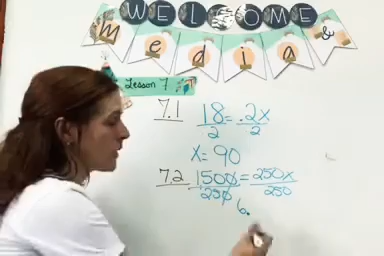 WELCOME
Media &
Lesson 7
7.1 18 = .2x
2 2
x = 90
7.2 1500 = 250x
250 250
6.